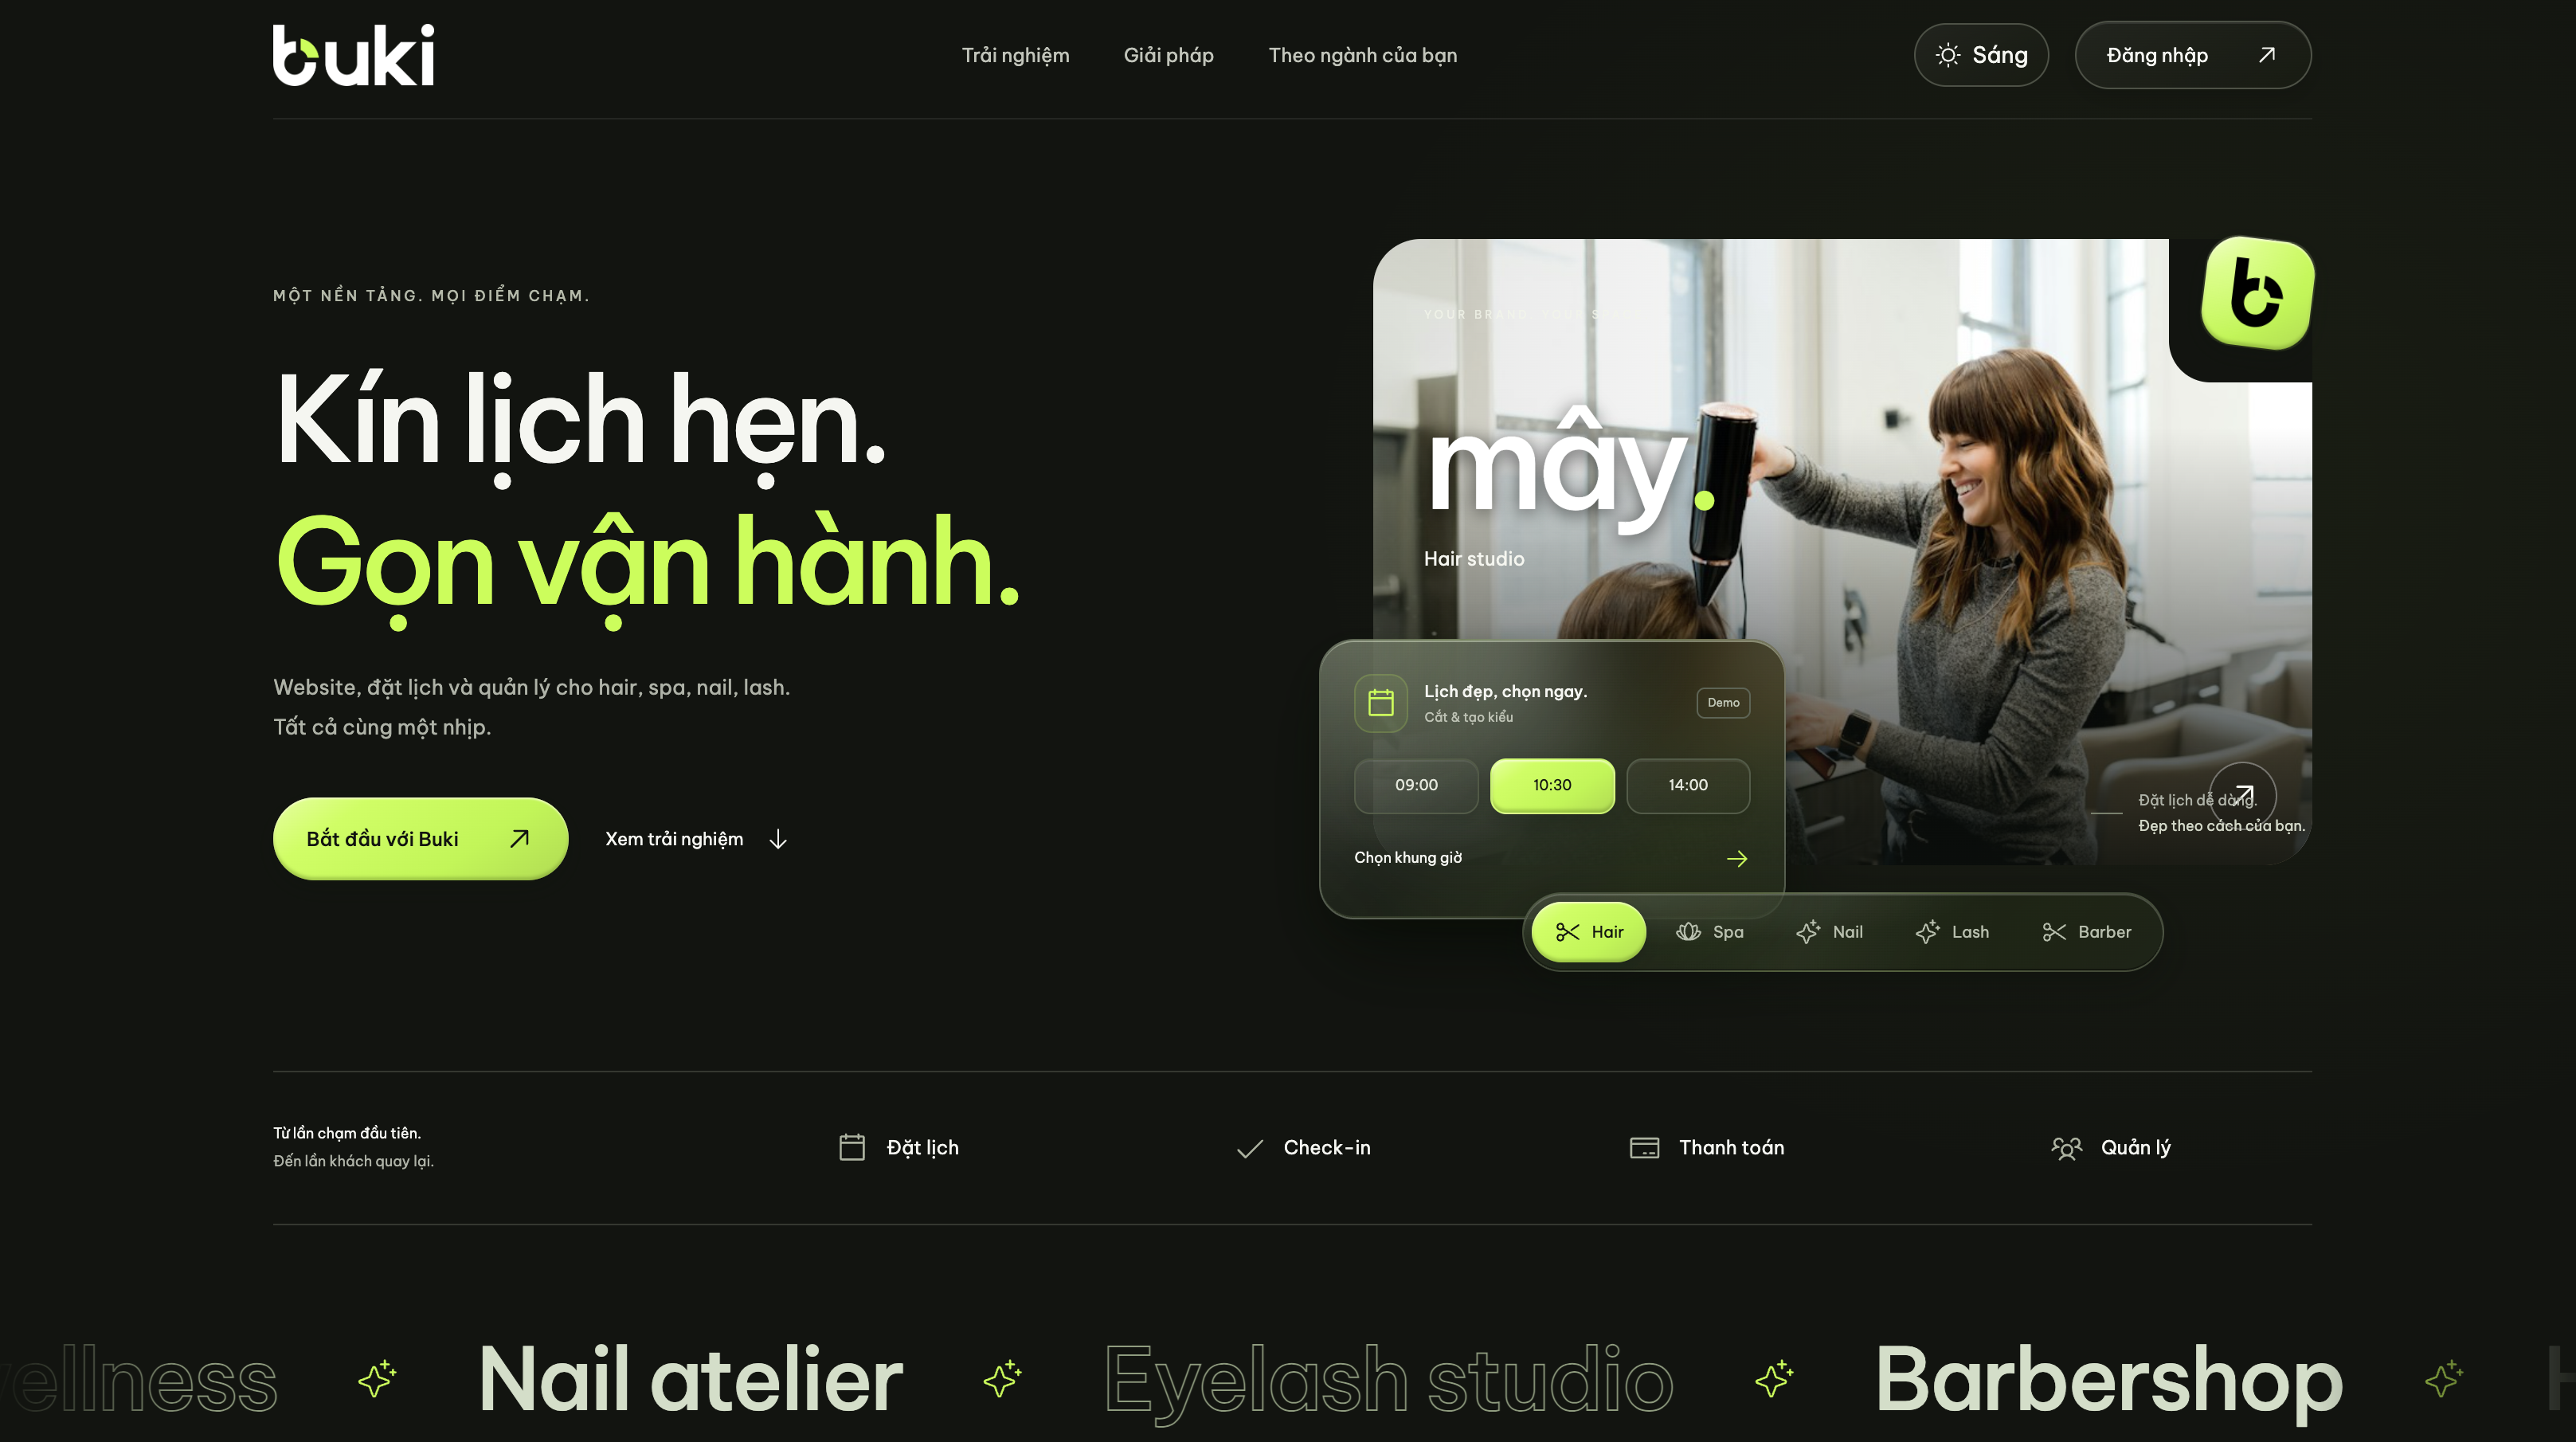 buki
Trải nghiệm
Giải pháp
Theo ngành của bạn
Sáng
Đăng nhập
MỘT NỀN TẢNG. MỌI ĐIỂM CHẠM.
Kín lịch hẹn.
Gọn vận hành.
Website, đặt lịch và quản lý cho hair, spa, nail, lash.
Tất cả cùng một nhịp.
Bắt đầu với Buki
Xem trải nghiệm
b
YOUR BRAND
mây.
Hair studio
Lịch đẹp, chọn ngay.
Cắt & tạo kiểu
Demo
09:00
10:30
14:00
Chọn khung giờ
Đặt lịch dễ dàng.
Đẹp theo cách của bạn.
Hair
Spa
Nail
Lash
Barber
Từ lần chạm đầu tiên.
Đến lần khách quay lại.
Đặt lịch
Check-in
Thanh toán
Quản lý
ellness
Nail atelier
Eyelash studio
Barbershop
H